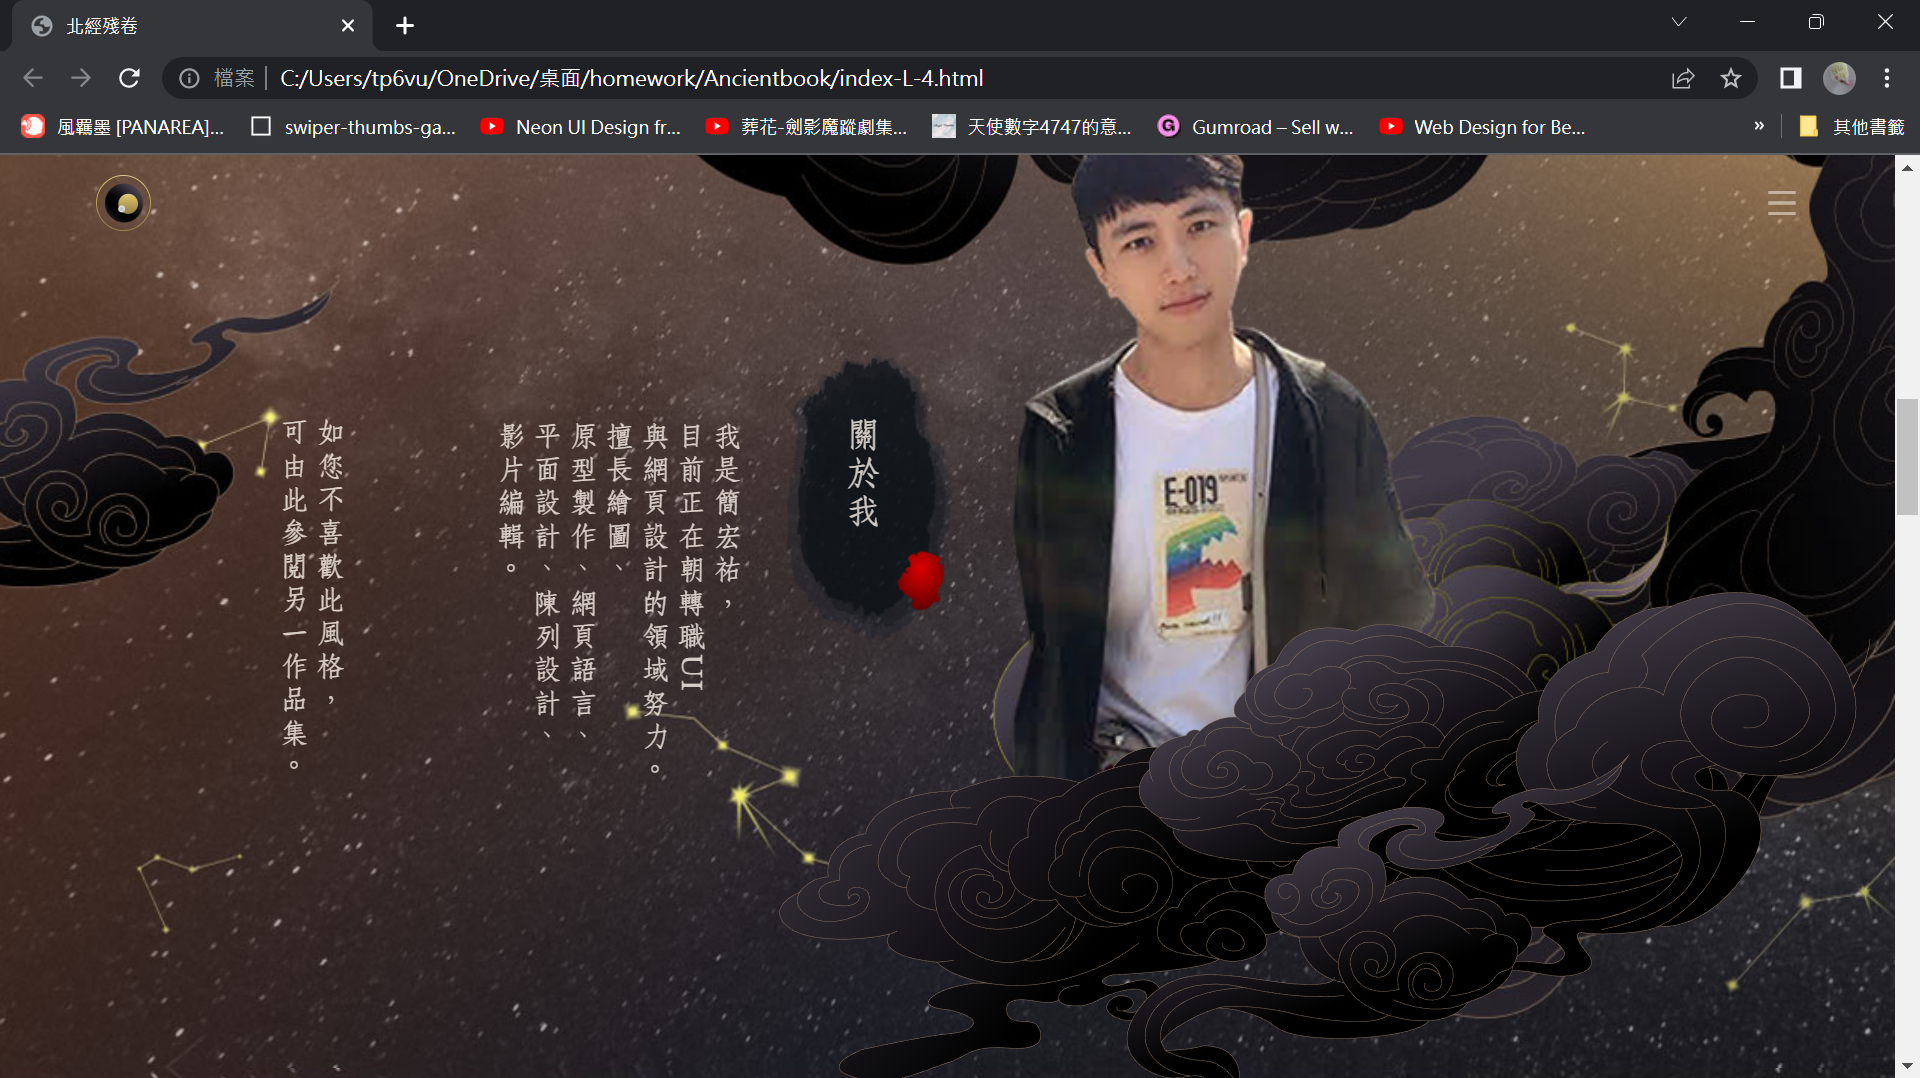 北經殘卷
檔案 C:/Users/tp6vu/OneDrive/桌面/homework/Ancientbook/index-L-4.html
風羈墨 [PANAREA]...
swiper-thumbs-ga...
Neon UI Design fr...
葬花-劍影魔蹤劇集...
天使數字4747的意...
Gumroad – Sell w...
Web Design for Be...
»
其他書籤
關於我
我是簡宏祐，
目前正在朝轉職UI
與網頁設計的領域努力。
擅長繪圖、
原型製作、網頁語言、
平面設計、陳列設計、
影片編輯。
如您不喜歡此風格，
可由此參閱另一作品集。
E-019